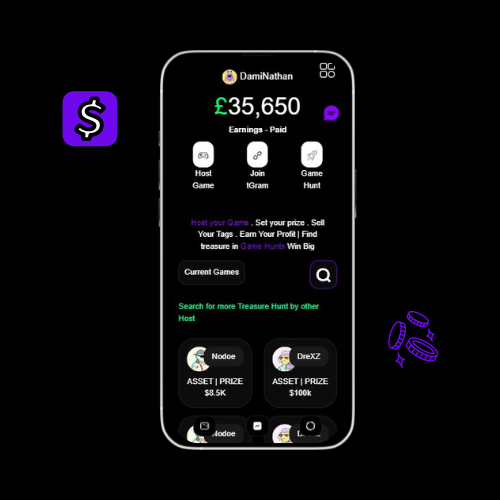 DamiNathan
£35,650
$
Earnings - Paid
Host Game
Join tGram
Game Hunt
Host your Game . Set your prize . Sell
Your Tags . Earn Your Profit | Find
treasure in Game Hunts Win Big
Current Games
Search for more Treasure Hunt by other
Host
Nodoe
DreXZ
ASSET | PRIZE
$8.5K
ASSET | PRIZE
$100k
Nodoe